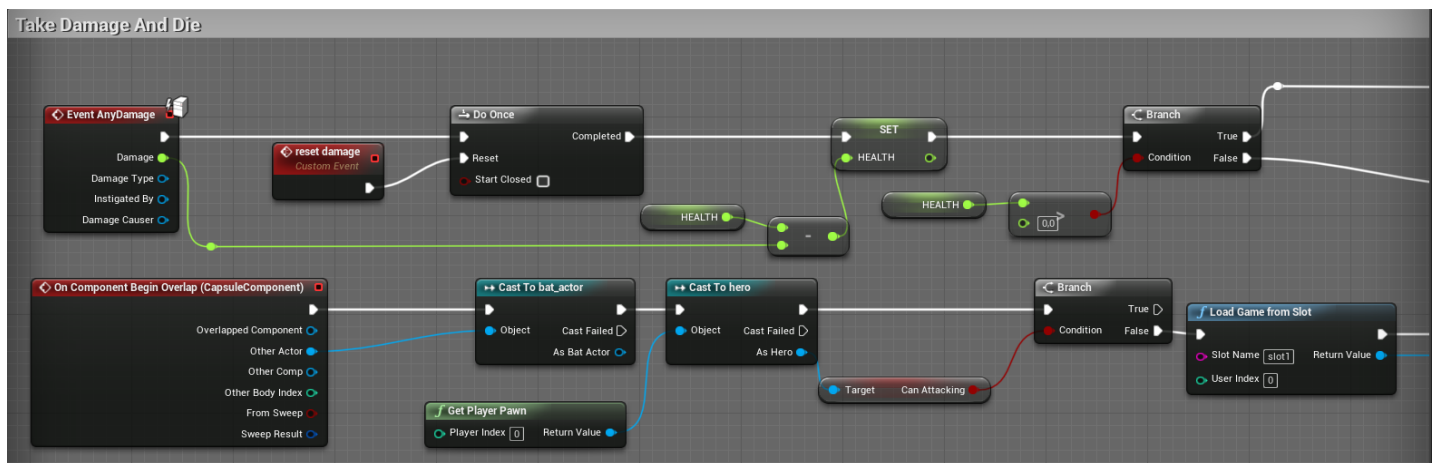 Take Damage And Die
Event AnyDamage
Damage
Damage Type
Instigated By
Damage Causer
reset damage
Custom Event
Do Once
Completed
Reset
Start Closed
SET
HEALTH
HEALTH
-
HEALTH
0,0
>
Branch
True
Condition
False
On Component Begin Overlap (CapsuleComponent)
Overlapped Component
Other Actor
Other Comp
Other Body Index
From Sweep
Sweep Result
Cast To bat_actor
Object
Cast Failed
As Bat Actor
Get Player Pawn
Player Index 0
Return Value
Cast To hero
Object
Cast Failed
As Hero
Target
Can Attacking
Branch
True
Condition
False
Load Game from Slot
Slot Name slot1
Return Value
User Index 0